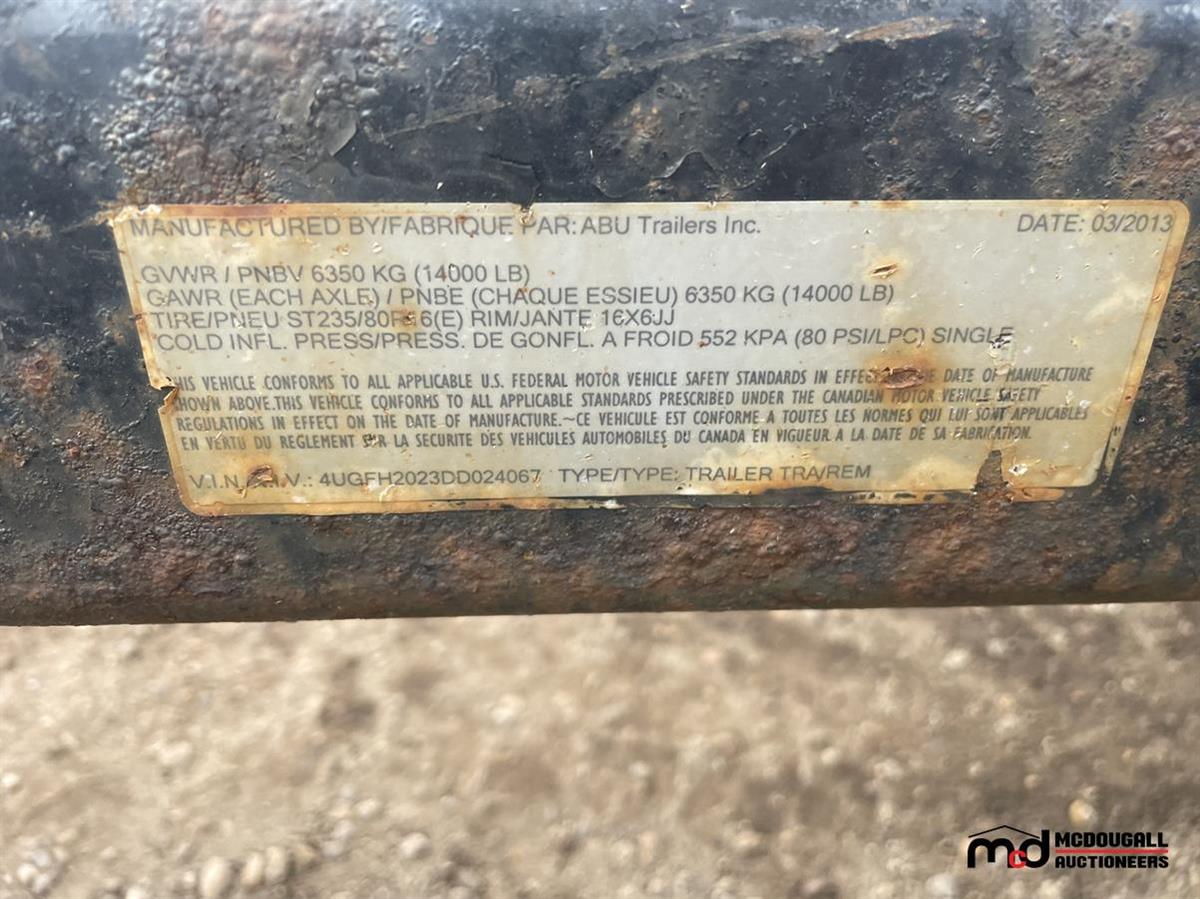 MANUFACTURED BY/FABRIQUE PAR: ABU Trailers Inc. DATE: 03/2013
GVWR / PNBV 6350 KG (14000 LB)
GAWR (EACH AXLE) / PNBE (CHAQUE ESSIEU) 6350 KG (14000 LB)
TIRE/PNEU ST235/80R16(E) RIM/JANTE 16X6JJ
COLD INFL. PRESS/PRESS. DE GONFL. A FROID 552 KPA (80 PSI/LPC) SINGLE
THIS VEHICLE CONFORMS TO ALL APPLICABLE U.S. FEDERAL MOTOR VEHICLE SAFETY STANDARDS IN EFFECT THE DATE OF MANUFACTURE
SHOWN ABOVE.THIS VEHICLE CONFORMS TO ALL APPLICABLE STANDARDS PRESCRIBED UNDER THE CANADIAN MOTOR VEHICLE SAFETY
REGULATIONS IN EFFECT ON THE DATE OF MANUFACTURE.~CE VEHICULE EST CONFORME A TOUTES LES NORMES QUI LUI SONT APPLICABLES
EN VERTU DU REGLEMENT SUR LA SECURITE DES VEHICULES AUTOMOBILES DU CANADA EN VIGUEUR A LA DATE DE SA FABRICATION.
V.I.N./N.I.V.: 4UGFH2023DD024067 TYPE/TYPE: TRAILER TRA/REM
mcd MCDOUGALL
AUCTIONEERS